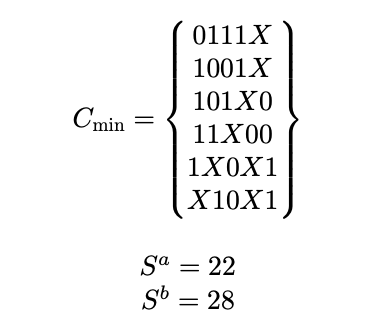 0111X
1001X
101X0
C_min = { 11X00 }
1X0X1
X10X1
S^a = 22
S^b = 28